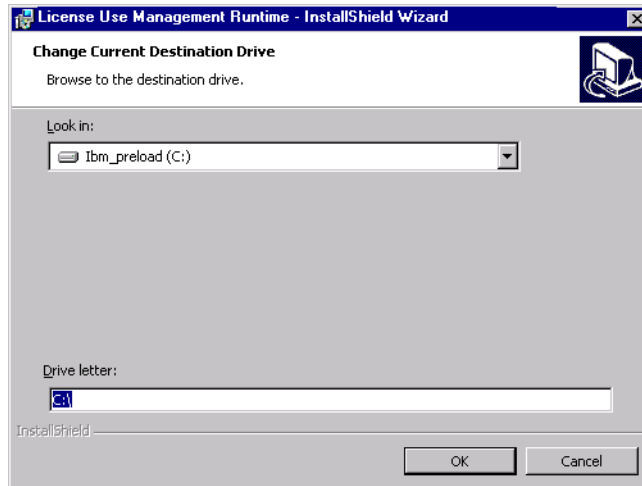 License Use Management Runtime - InstallShield Wizard
Change Current Destination Drive
Browse to the destination drive.
Look in:
Ibm_preload (C:)
Drive letter:
C:\
InstallShield
OK Cancel